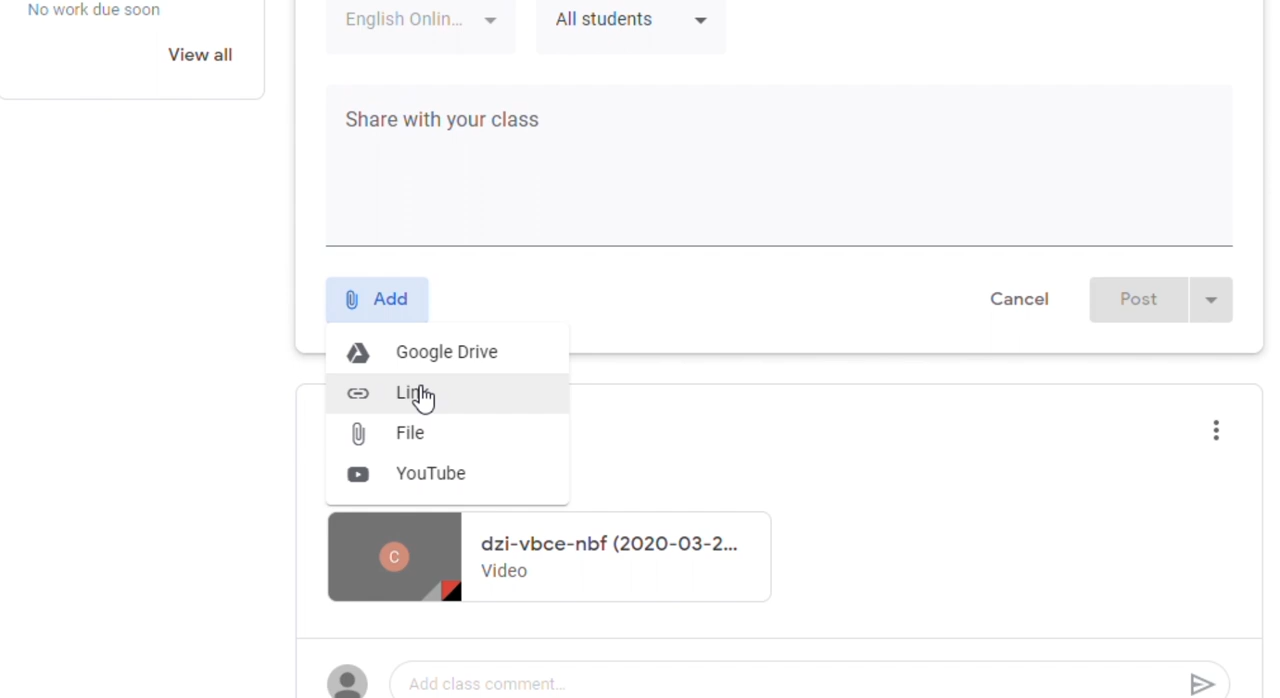 No work due soon
View all
English Onlin...
All students
Share with your class
Add
Cancel
Post
Google Drive
Link
File
YouTube
C
dzi-vbce-nbf (2020-03-2...
Video
Add class comment...